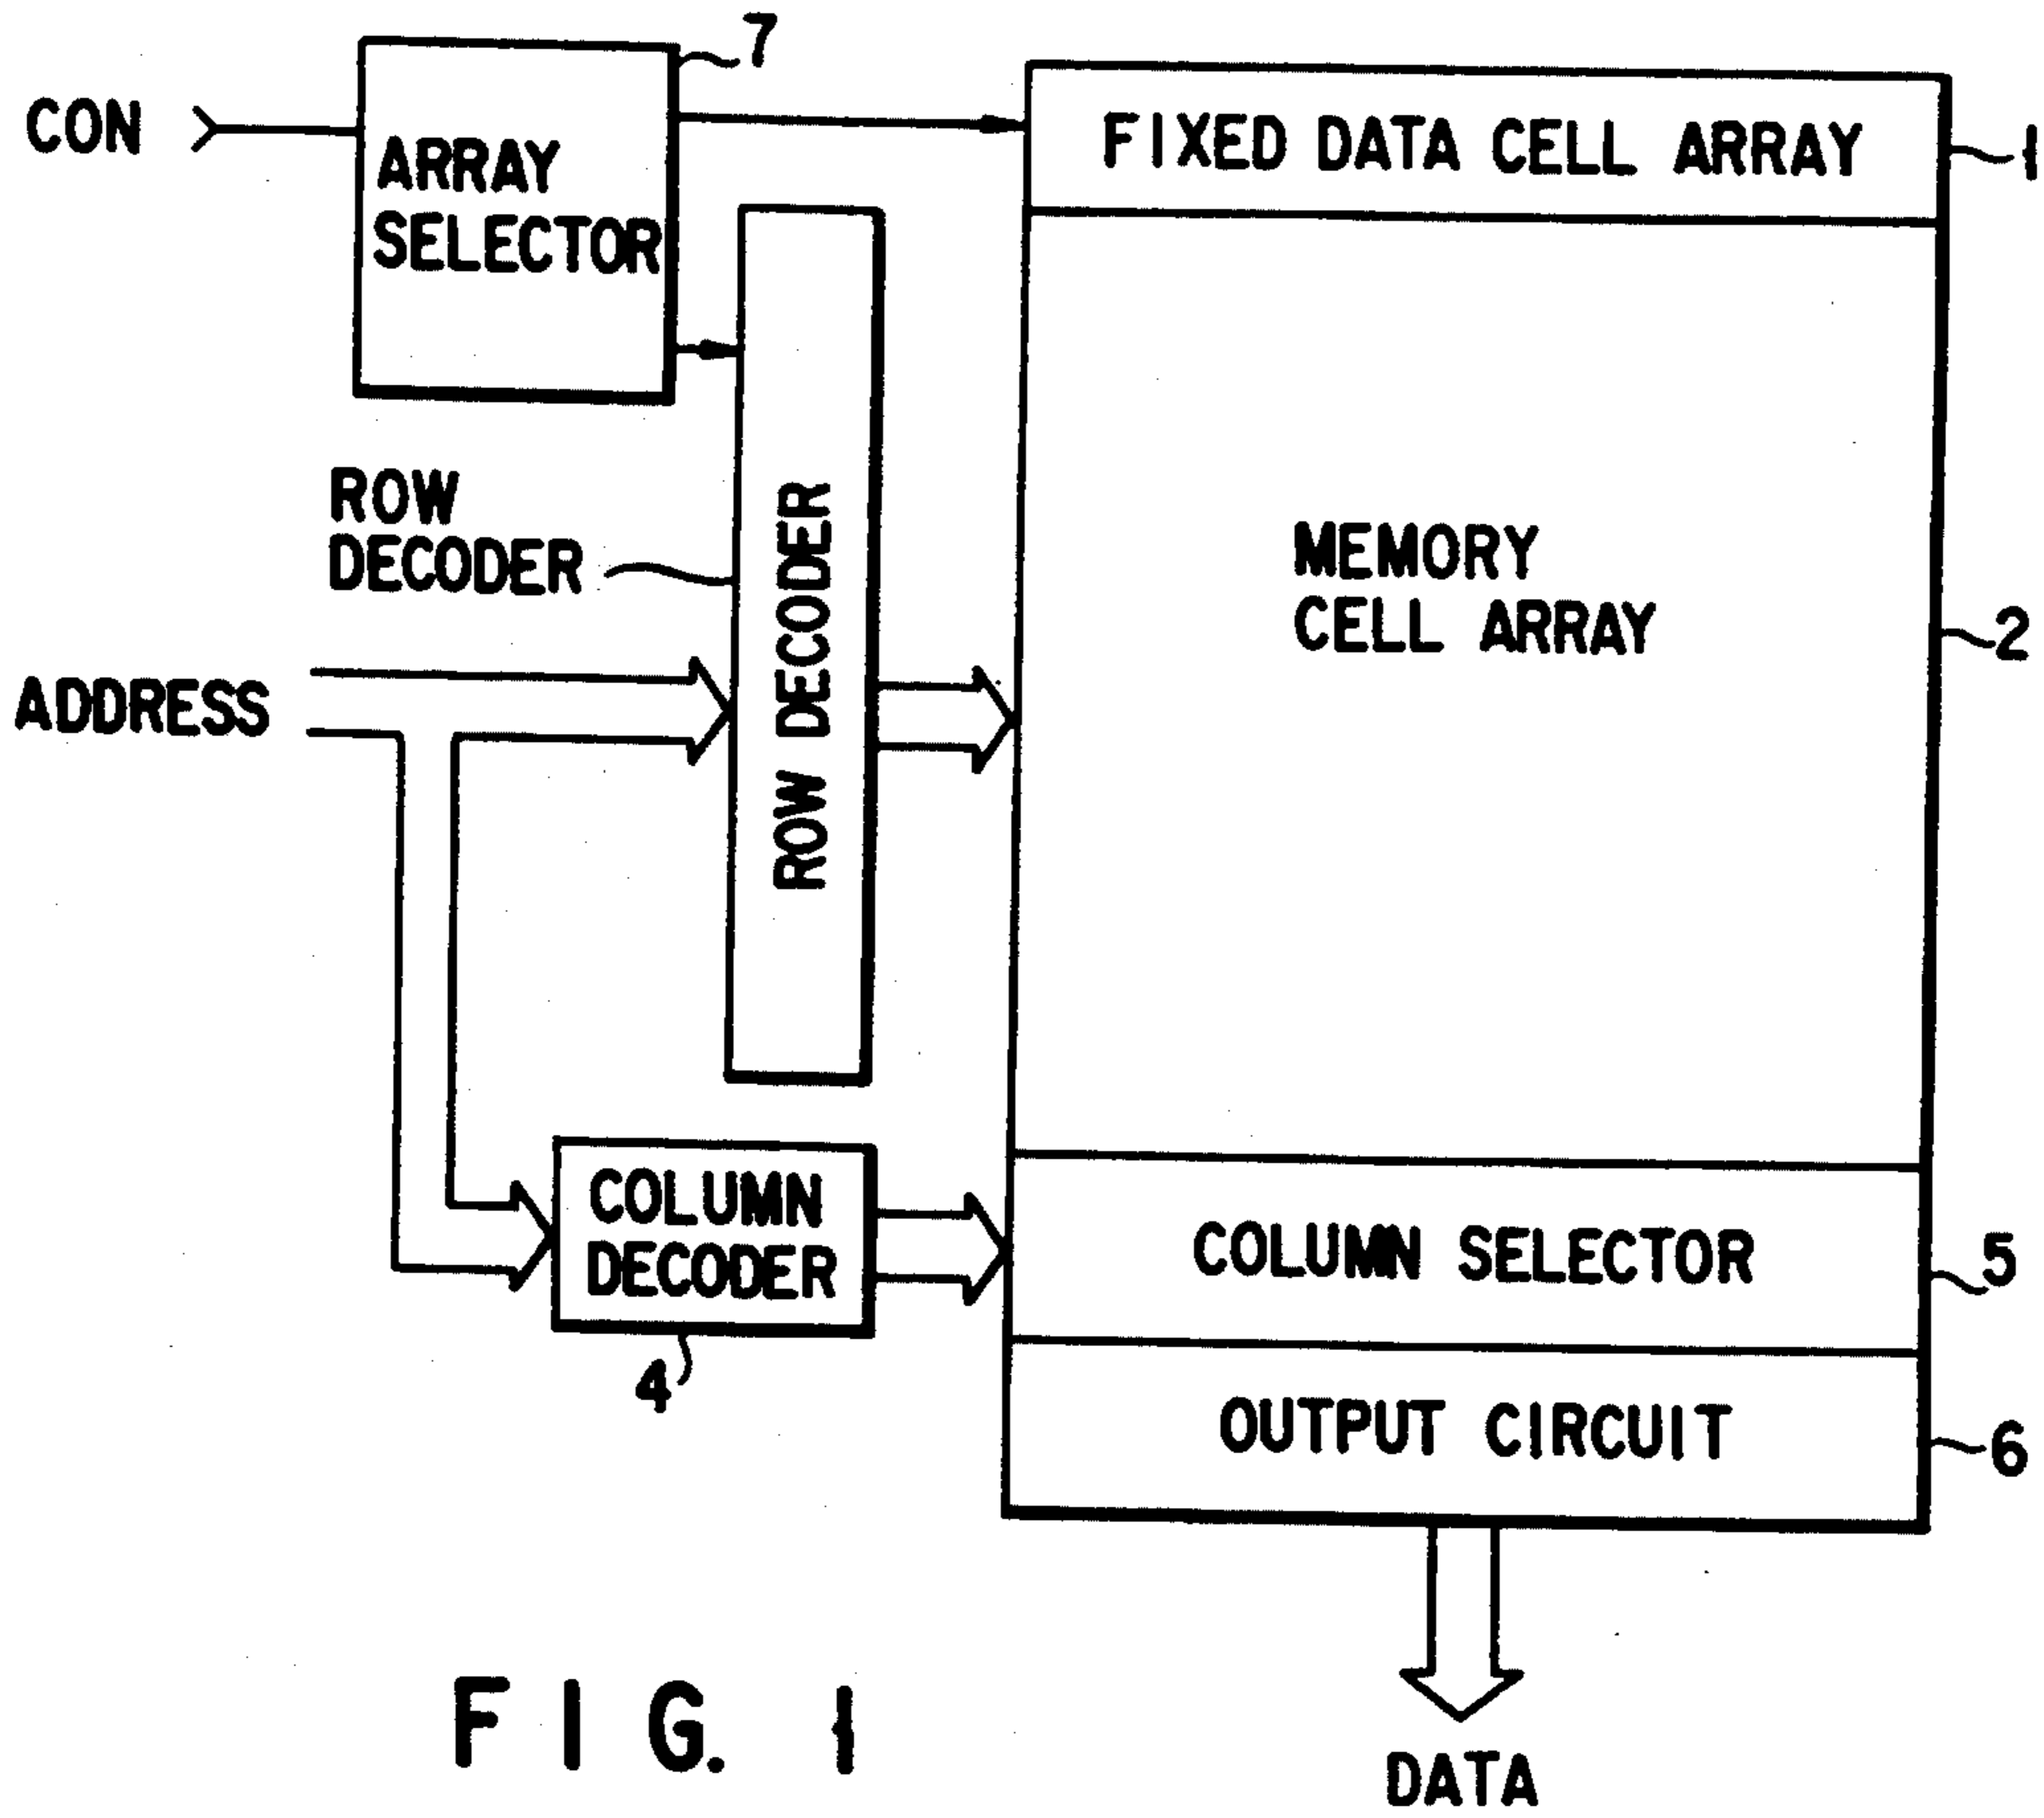 7
CON
ARRAY
SELECTOR
FIXED DATA CELL ARRAY
1
ROW
DECODER
ROW DECODER
MEMORY
CELL ARRAY
2
ADDRESS
COLUMN
DECODER
4
COLUMN SELECTOR
5
OUTPUT CIRCUIT
6
FIG. 1
DATA